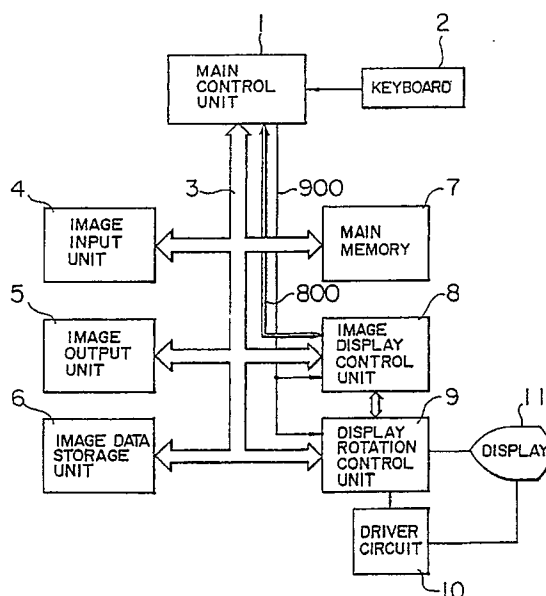 1
2
MAIN
CONTROL
UNIT
KEYBOARD
3
900
4
7
IMAGE
INPUT
UNIT
MAIN
MEMORY
800
5
8
IMAGE
OUTPUT
UNIT
IMAGE
DISPLAY
CONTROL
UNIT
6
9
11
IMAGE DATA
STORAGE
UNIT
DISPLAY
ROTATION
CONTROL
UNIT
DISPLAY
DRIVER
CIRCUIT
10